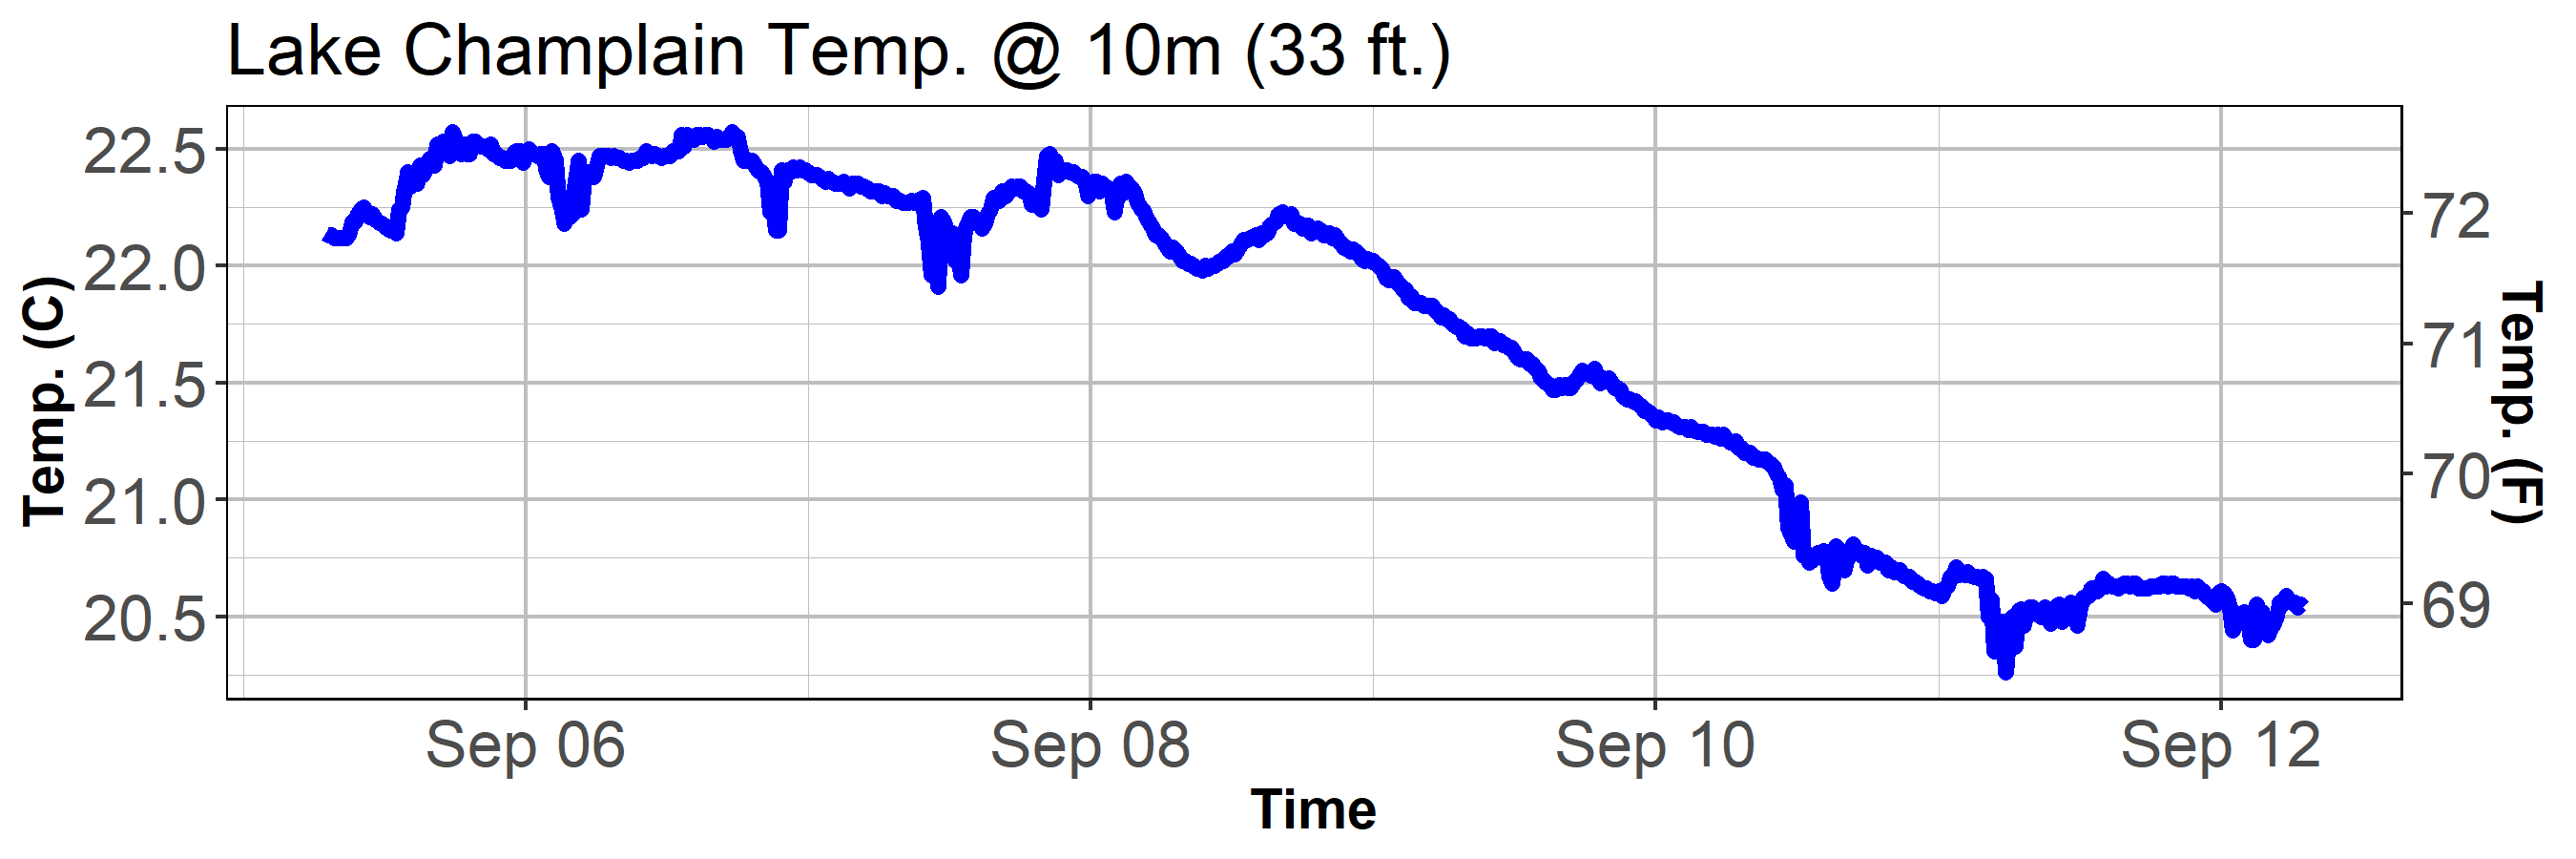 Lake Champlain Temp. @ 10m (33 ft.)
Temp. (C)
22.5
22.0
21.5
21.0
20.5
72
71
70
69
Temp. (F)
Sep 06 Sep 08 Sep 10 Sep 12
Time